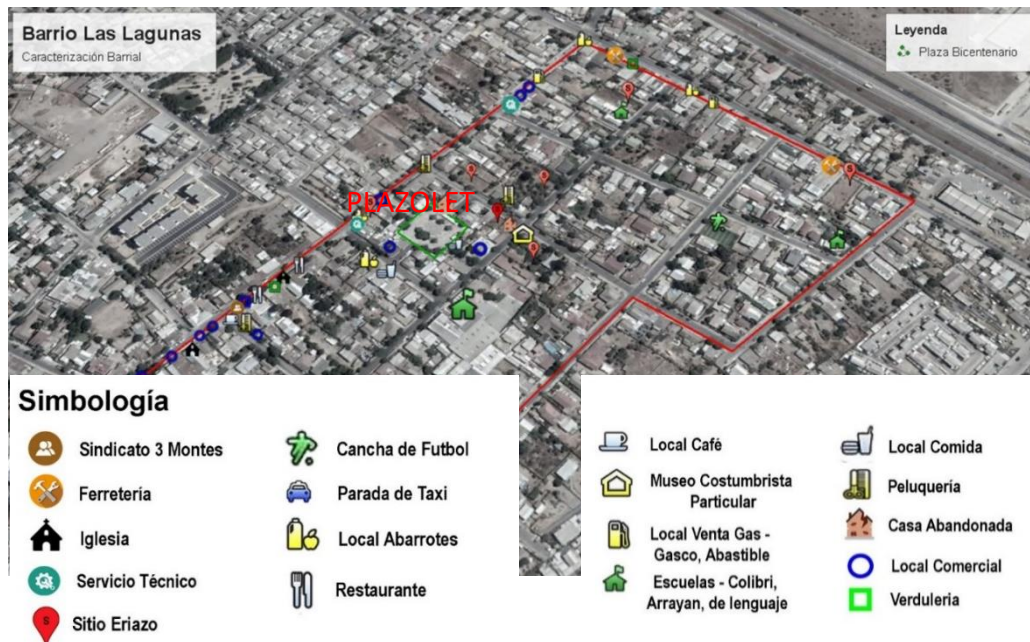 Barrio Las Lagunas
Caracterización Barrial
Leyenda
Plaza Bicentenario
PLAZOLET
Simbología
Sindicato 3 Montes
Ferretería
Iglesia
Servicio Técnico
S Sitio Eriazo
Cancha de Futbol
Parada de Taxi
Local Abarrotes
Restaurante
Local Café
Museo Costumbrista
Particular
Local Venta Gas -
Gasco, Abastible
Escuelas - Colibri,
Arrayan, de lenguaje
Local Comida
Peluquería
Casa Abandonada
Local Comercial
Verduleria